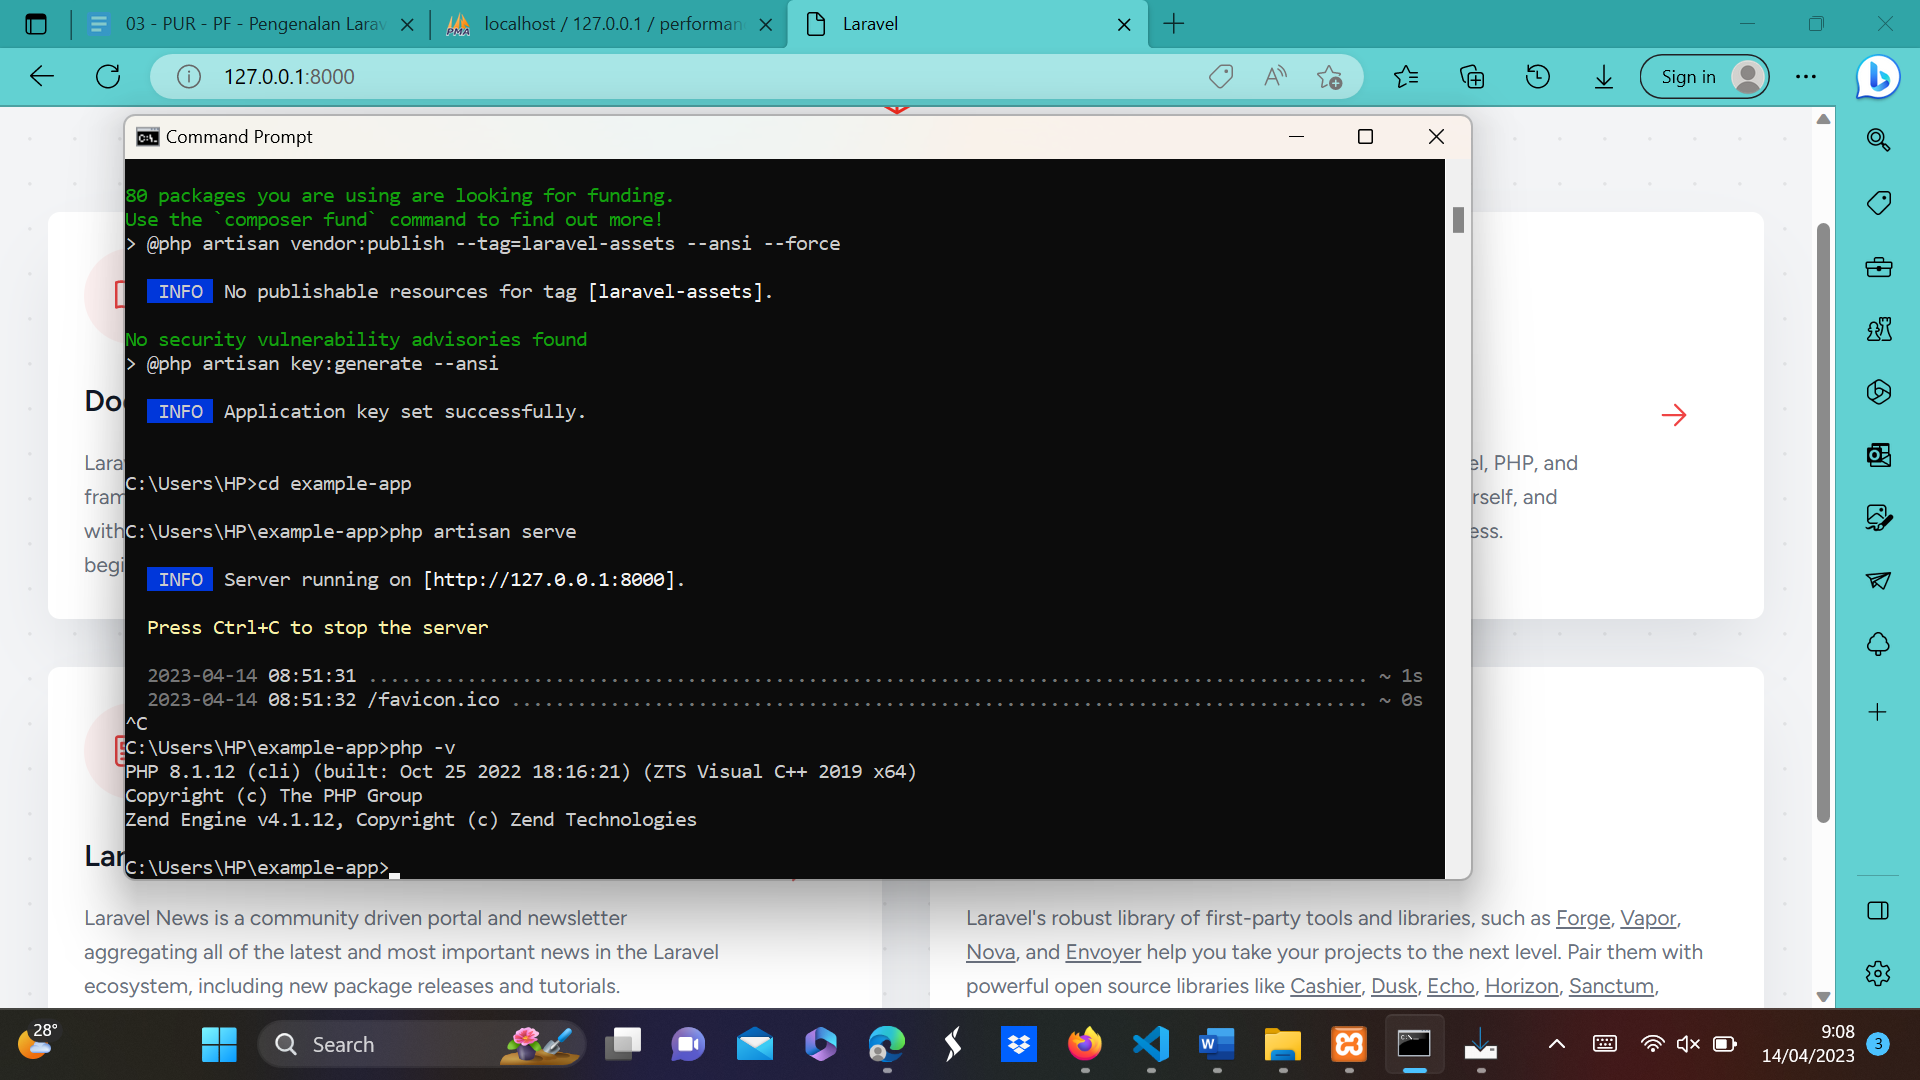 03 - PUR - PF - Pengenalan Larav
localhost / 127.0.0.1 / performan
Laravel
127.0.0.1:8000
Sign in
Command Prompt
80 packages you are using are looking for funding.
Use the `composer fund` command to find out more!
> @php artisan vendor:publish --tag=laravel-assets --ansi --force
INFO No publishable resources for tag [laravel-assets].
No security vulnerability advisories found
> @php artisan key:generate --ansi
INFO Application key set successfully.
C:\Users\HP>cd example-app
C:\Users\HP\example-app>php artisan serve
INFO Server running on [http://127.0.0.1:8000].
Press Ctrl+C to stop the server
2023-04-14 08:51:31 ........................................................................................... ~ 1s
2023-04-14 08:51:32 /favicon.ico .............................................................................. ~ 0s
^C
C:\Users\HP\example-app>php -v
PHP 8.1.12 (cli) (built: Oct 25 2022 18:16:21) (ZTS Visual C++ 2019 x64)
Copyright (c) The PHP Group
Zend Engine v4.1.12, Copyright (c) Zend Technologies
C:\Users\HP\example-app>
Do
Lara
fram
with
begi
el, PHP, and
rself, and
ess.
Lar
Laravel News is a community driven portal and newsletter
aggregating all of the latest and most important news in the Laravel
ecosystem, including new package releases and tutorials.
Laravel's robust library of first-party tools and libraries, such as Forge, Vapor,
Nova, and Envoyer help you take your projects to the next level. Pair them with
powerful open source libraries like Cashier, Dusk, Echo, Horizon, Sanctum,
28°
Search
9:08
14/04/2023
3